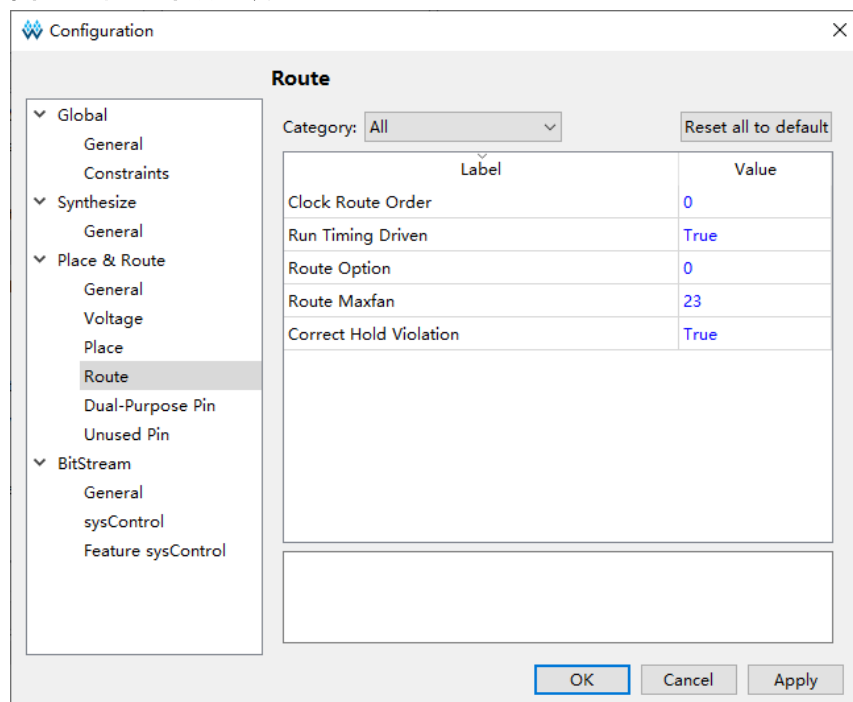 Configuration
Route
Global
General
Constraints
Synthesize
General
Place & Route
General
Voltage
Place
Route
Dual-Purpose Pin
Unused Pin
BitStream
General
sysControl
Feature sysControl
Category: All
Reset all to default
Label Value
Clock Route Order 0
Run Timing Driven True
Route Option 0
Route Maxfan 23
Correct Hold Violation True
OK Cancel Apply